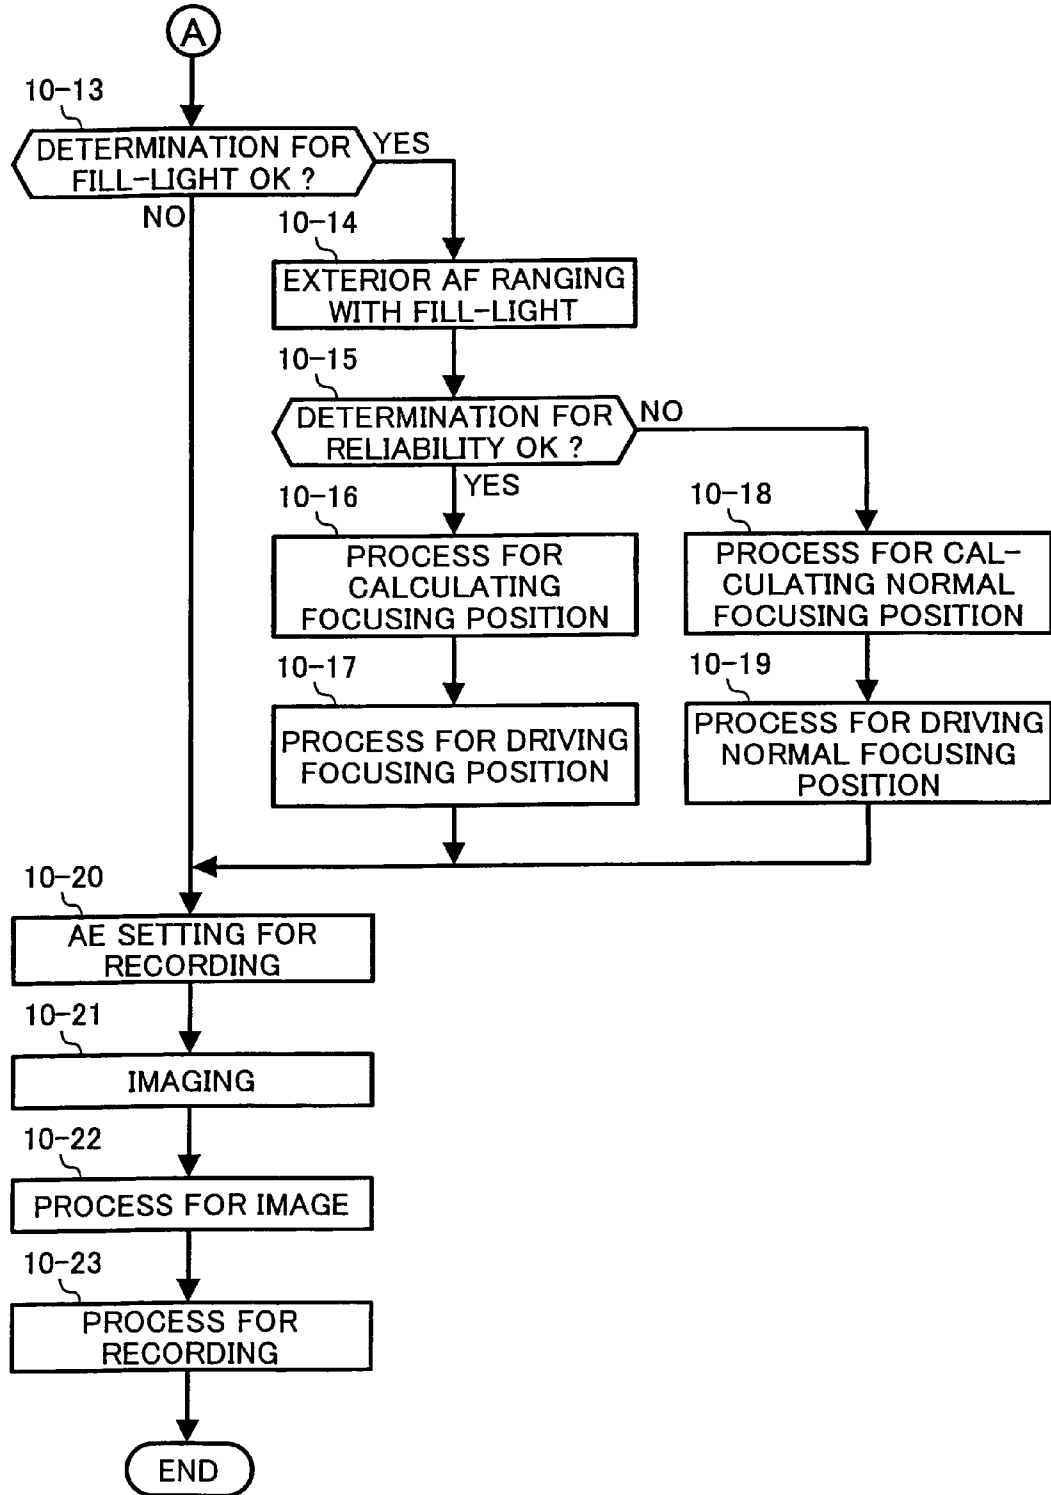 A
10-13
DETERMINATION FOR
FILL-LIGHT OK ?
YES
NO
10-14
EXTERIOR AF RANGING
WITH FILL-LIGHT
10-15
DETERMINATION FOR
RELIABILITY OK ?
NO
YES
10-16
PROCESS FOR
CALCULATING
FOCUSING POSITION
10-18
PROCESS FOR CAL-
CULATING NORMAL
FOCUSING POSITION
10-17
PROCESS FOR DRIVING
FOCUSING POSITION
10-19
PROCESS FOR DRIVING
NORMAL FOCUSING
POSITION
10-20
AE SETTING FOR
RECORDING
10-21
IMAGING
10-22
PROCESS FOR IMAGE
10-23
PROCESS FOR
RECORDING
END